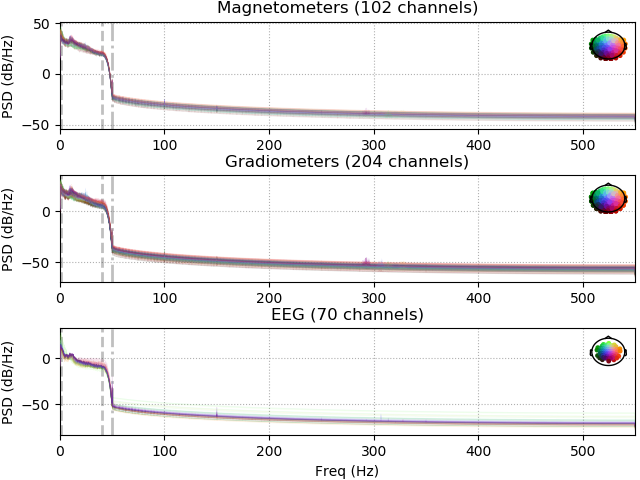 Magnetometers (102 channels)
PSD (dB/Hz)
50
0
−50
0 100 200 300 400 500
Gradiometers (204 channels)
PSD (dB/Hz)
0
−50
0 100 200 300 400 500
EEG (70 channels)
PSD (dB/Hz)
0
−50
0 100 200 300 400 500
Freq (Hz)